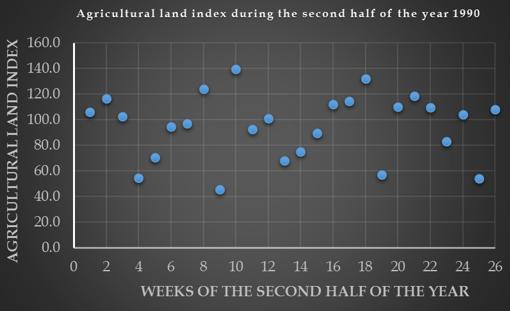 Agricultural land index during the second half of the year 1990
AGRICULTURAL LAND INDEX
160.0
140.0
120.0
100.0
80.0
60.0
40.0
20.0
0.0
0 2 4 6 8 10 12 14 16 18 20 22 24 26
WEEKS OF THE SECOND HALF OF THE YEAR